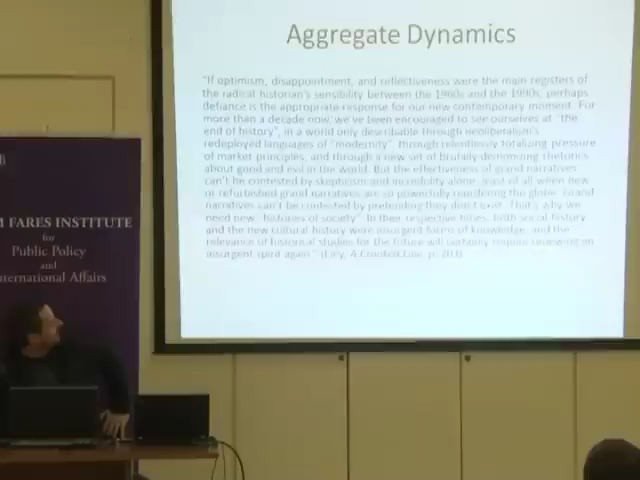 Aggregate Dynamics
"If optimism, disappointment, and reflectiveness were the main registers of
the radical historian's sensibility between the 1960s and the 1990s, perhaps
defiance is the appropriate response for our new contemporary moment. For
more than a decade now, we've been encouraged to see ourselves at "the
end of history", in a world only describable through neoliberalism's
redeployed languages of "modernity", through relentlessly totalizing pressure
of market principles, and through a new set of brutally demonizing rhetorics
about good and evil in the world. But the effectiveness of grand narratives
can't be contested by skepticism and incredulity alone, least of all when new
or refurbished grand narratives are so powerfully reordering the globe. Grand
narratives can't be contested by pretending they don't exist. That's why we
need new "histories of society". In their respective times, both social history
and the new cultural history were insurgent forms of knowledge, and the
relevance of historical studies for the future will certainly require renewing an
insurgent spirit again." (Eley, A Crooked Line, p.
M FARES INSTITUTE
for
Public Policy
and
nternational Affairs